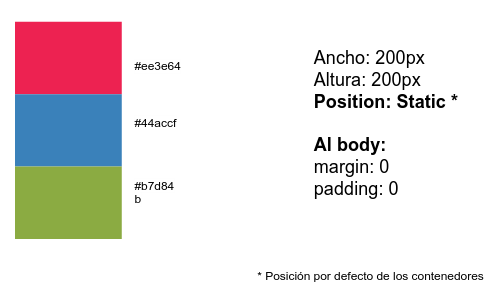 #ee3e64
#44accf
#b7d84
b
Ancho: 200px
Altura: 200px
Position: Static *
Al body:
margin: 0
padding: 0
* Posición por defecto de los contenedores